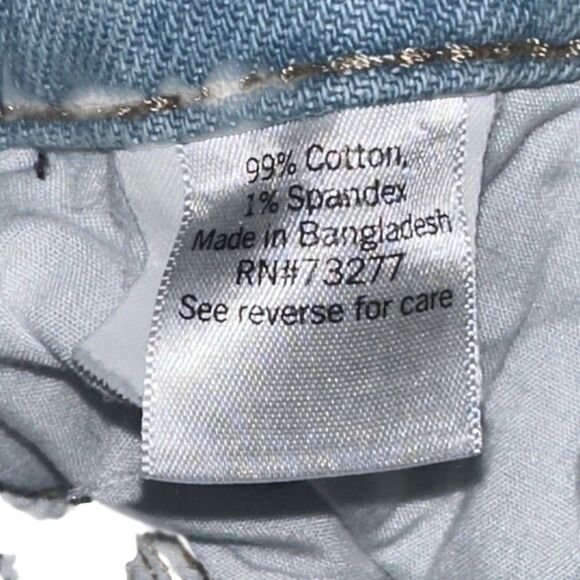 99% Cotton,
1% Spandex
Made in Bangladesh
RN#73277
See reverse for care